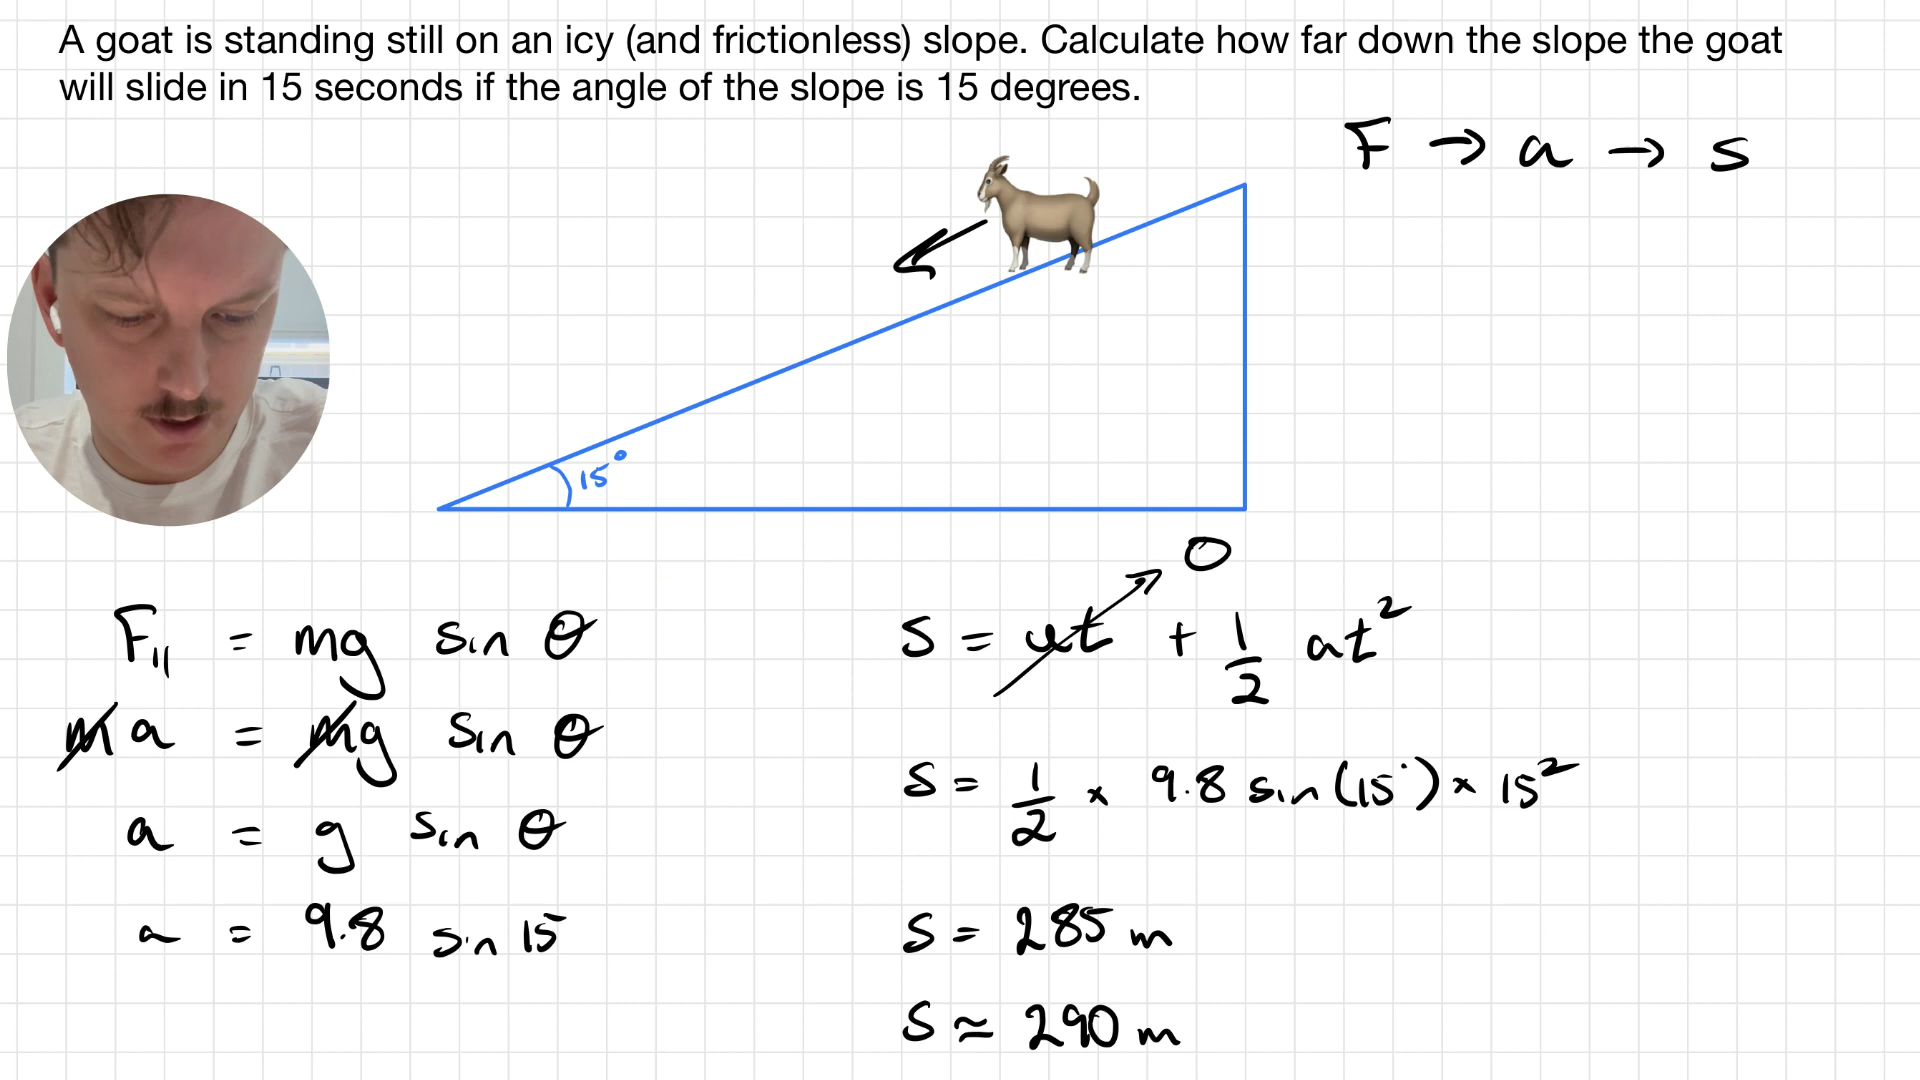 A goat is standing still on an icy (and frictionless) slope. Calculate how far down the slope the goat
will slide in 15 seconds if the angle of the slope is 15 degrees.
F → a → s
15°
F∥ = mg sin θ
ma = mg sin θ
a = g sin θ
a = 9.8 sin 15
0
s = ut + 1/2 at²
s = 1/2 × 9.8 sin(15°) × 15²
s = 285 m
s ≈ 290 m